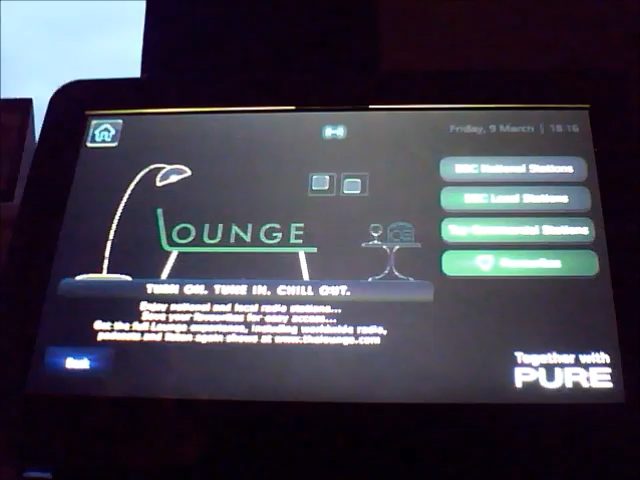 Friday, 9 March | 18:16
BBC National Stations
BBC Local Stations
LOUNGE
Top Commercial Stations
Favourites
TURN ON. TUNE IN. CHILL OUT.
Enjoy national and local radio stations...
Save your favourites for easy access...
Get the full Lounge experience, including worldwide radio,
podcasts and listen again shows at www.thelounge.com
Back
Together with
PURE